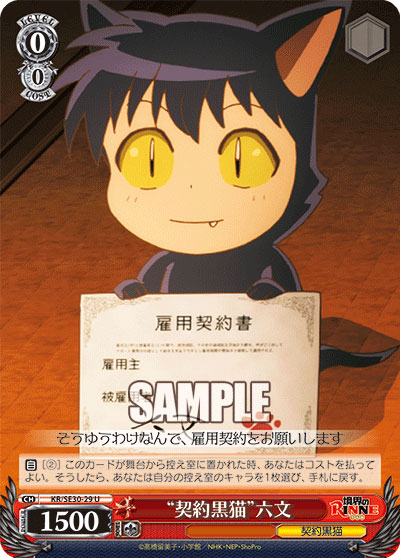 LEVEL
0
0
COST
雇用契約書
雇用主
被雇用
SAMPLE
そうゆうわけなんで、雇用契約をお願いします
自［②］このカードが舞台から控え室に置かれた時、あなたはコストを払って
よい。そうしたら、あなたは自分の控え室のキャラを1枚選び、手札に戻す。
CH KR/SE30-29 U
1500
“契約黒猫”六文
境界の
RINNE
契約黒猫
©高橋留美子・小学館／NHK・NEP・ShoPro